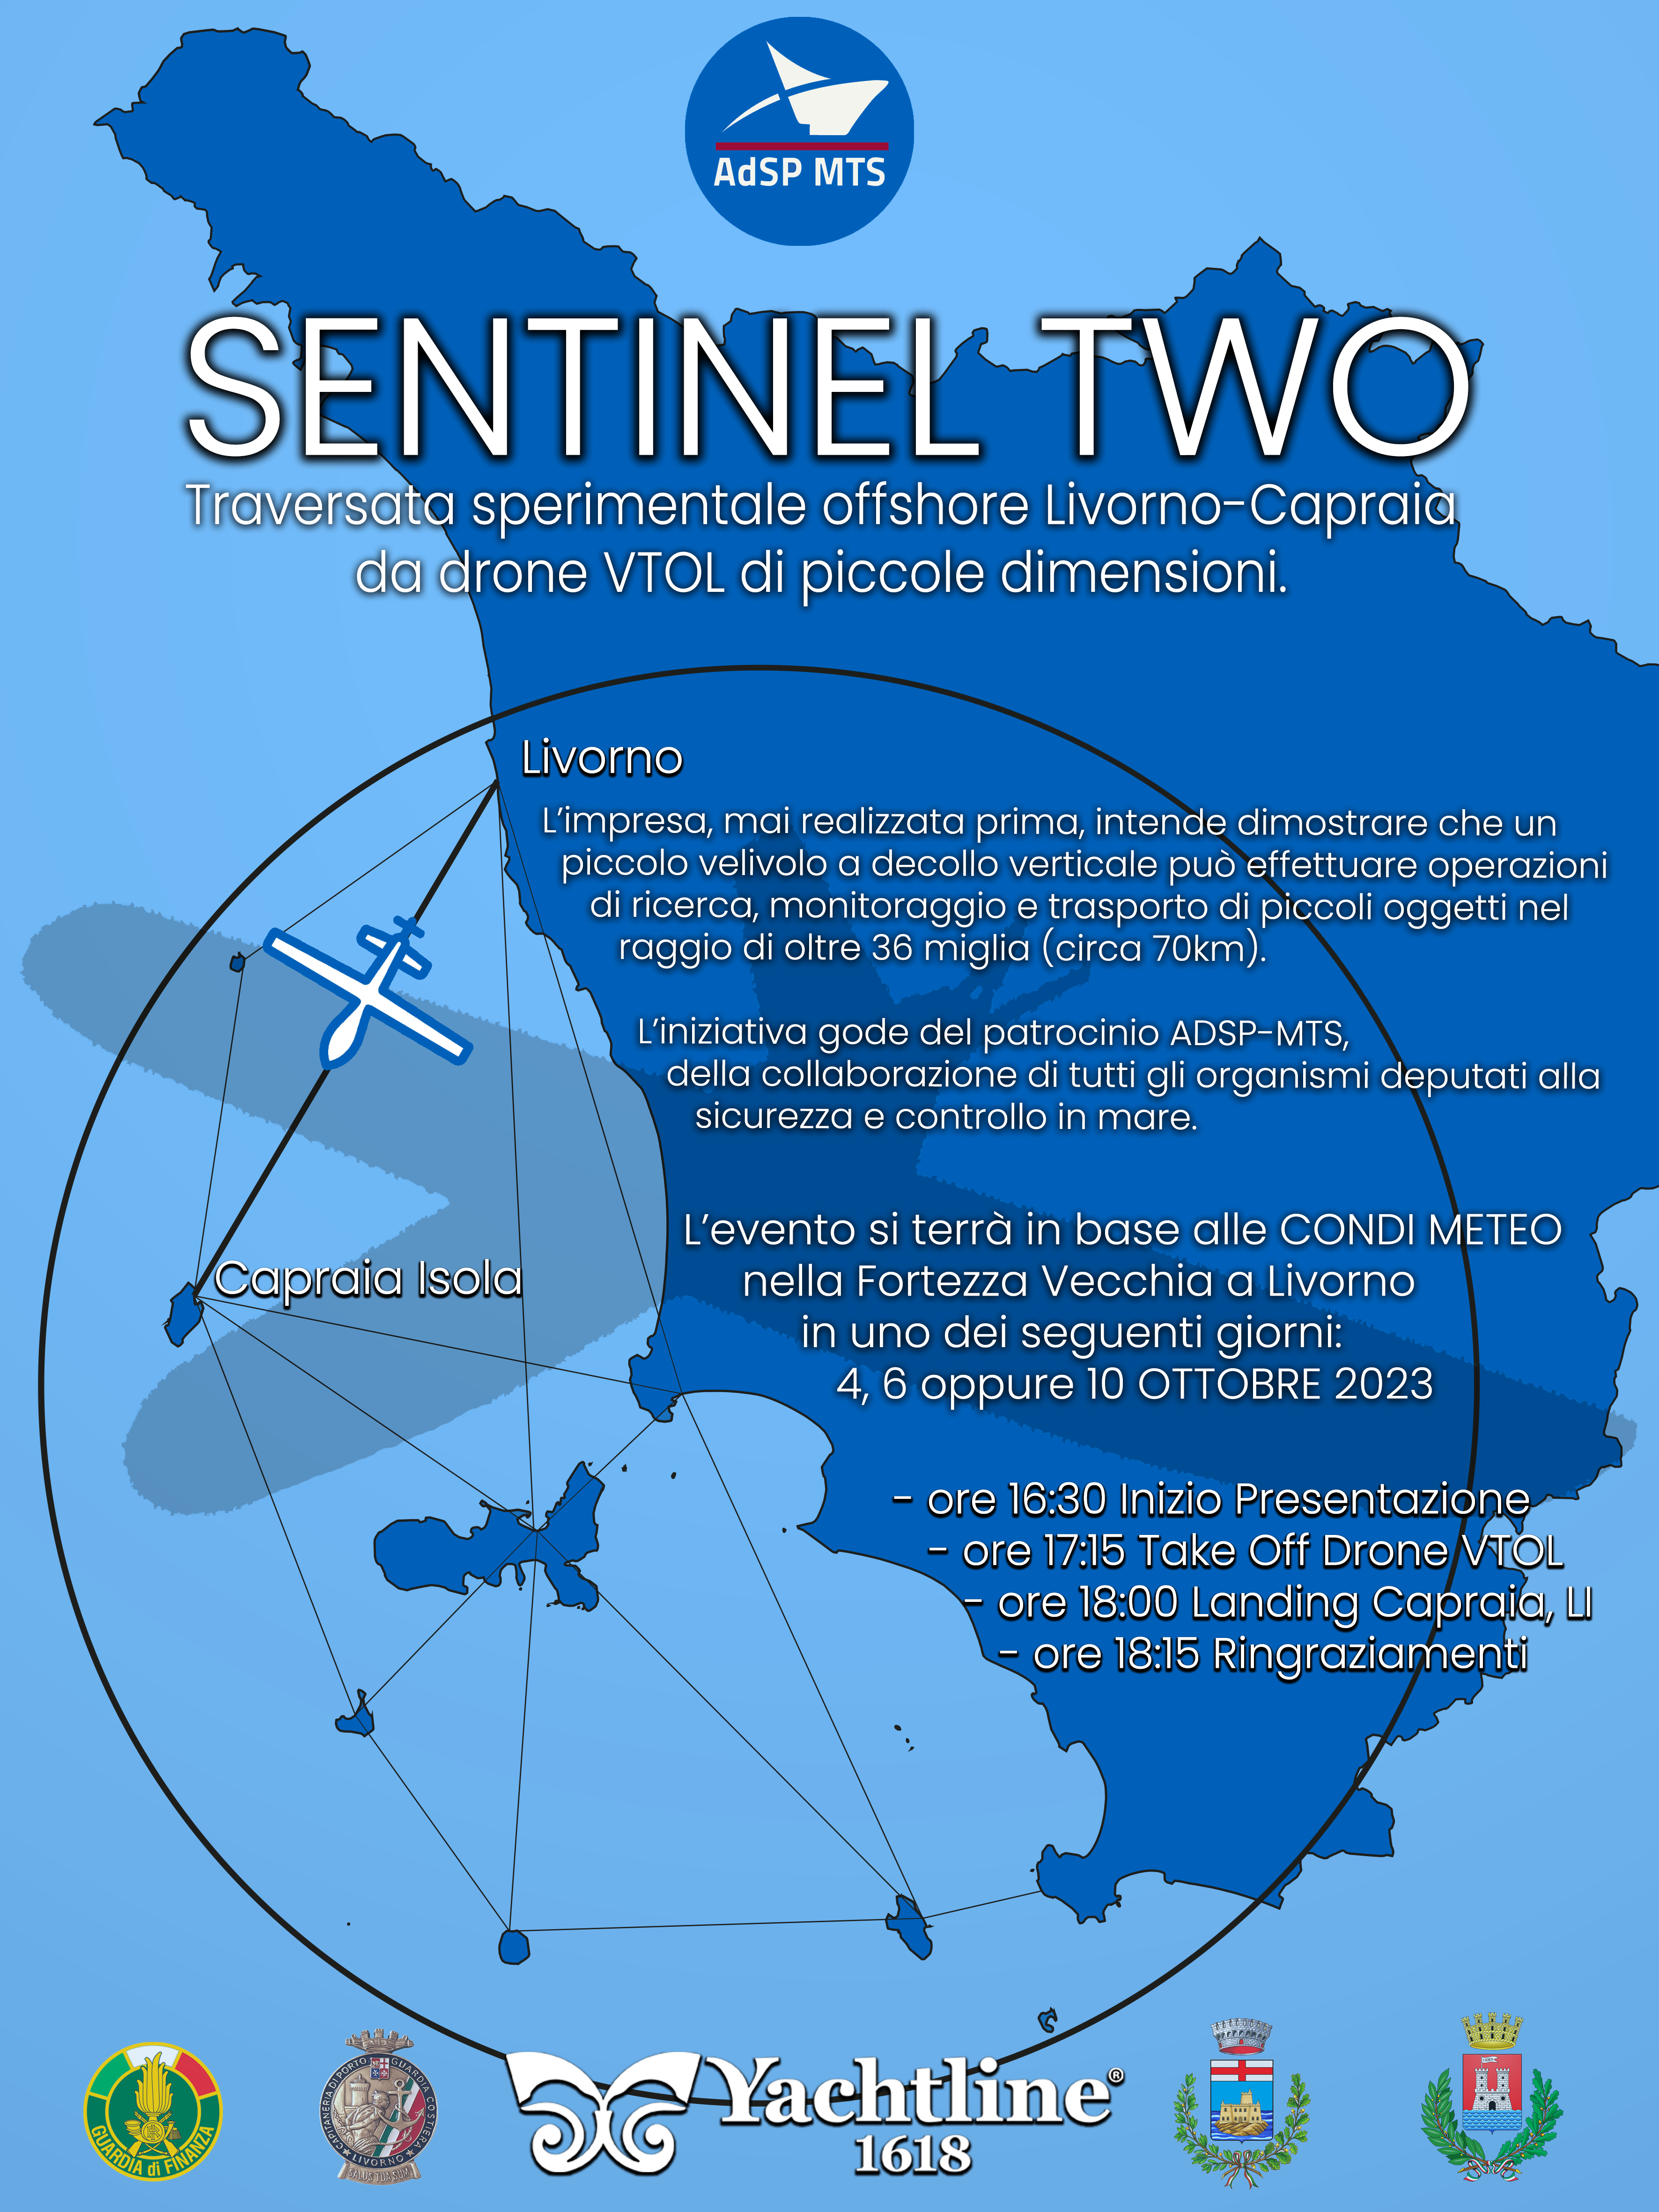 AdSP MTS
SENTINEL TWO
Traversata sperimentale offshore Livorno-Capraia
da drone VTOL di piccole dimensioni.
Livorno
L'impresa, mai realizzata prima, intende dimostrare che un
piccolo velivolo a decollo verticale può effettuare operazioni
di ricerca, monitoraggio e trasporto di piccoli oggetti nel
raggio di oltre 36 miglia (circa 70km).
L'iniziativa gode del patrocinio ADSP-MTS,
della collaborazione di tutti gli organismi deputati alla
sicurezza e controllo in mare.
L'evento si terrà in base alle CONDI METEO
nella Fortezza Vecchia a Livorno
in uno dei seguenti giorni:
4, 6 oppure 10 OTTOBRE 2023
Capraia Isola
- ore 16:30 Inizio Presentazione
- ore 17:15 Take Off Drone VTOL
- ore 18:00 Landing Capraia, LI
- ore 18:15 Ringraziamenti
GUARDIA di FINANZA
CAPITANERIA DI PORTO GUARDIA COSTIERA
LIVORNO
SALUS TUA SUM
Yachtline®
1618